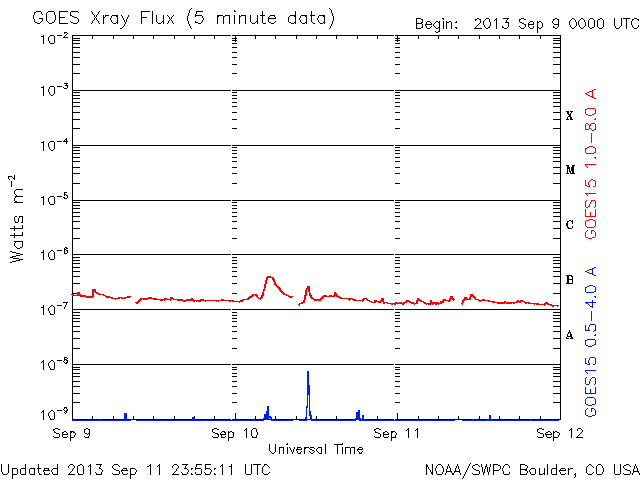 GOES Xray Flux (5 minute data)
Begin: 2013 Sep 9 0000 UTC
10⁻²
10⁻³
10⁻⁴
10⁻⁵
10⁻⁶
10⁻⁷
10⁻⁸
10⁻⁹
Watts m⁻²
X
M
C
B
A
GOES15 1.0-8.0 A
GOES15 0.5-4.0 A
Sep 9 Sep 10 Sep 11 Sep 12
Universal Time
Updated 2013 Sep 11 23:55:11 UTC
NOAA/SWPC Boulder, CO USA